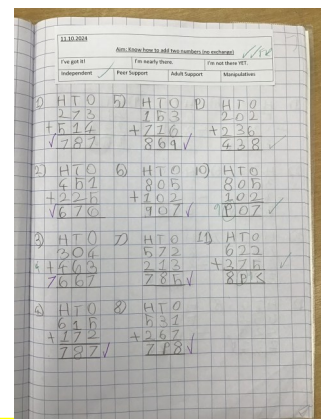 11.10.2024
Aim: Know how to add two numbers (no exchange)
I've got it!
I'm nearly there.
I'm not there YET.
Independent
Peer Support
Adult Support
Manipulatives
1) H T O
273
+514
787
2) H T O
451
+225
670
3) H T O
304
+463
7667
4) H T O
615
+172
787
5) H T O
153
+716
869
6) H T O
805
+102
907
7) H T O
572
213
785
8) H T O
531
+267
798
9) H T O
202
+236
438
10) H T O
805
102
907
11) H T O
622
+275